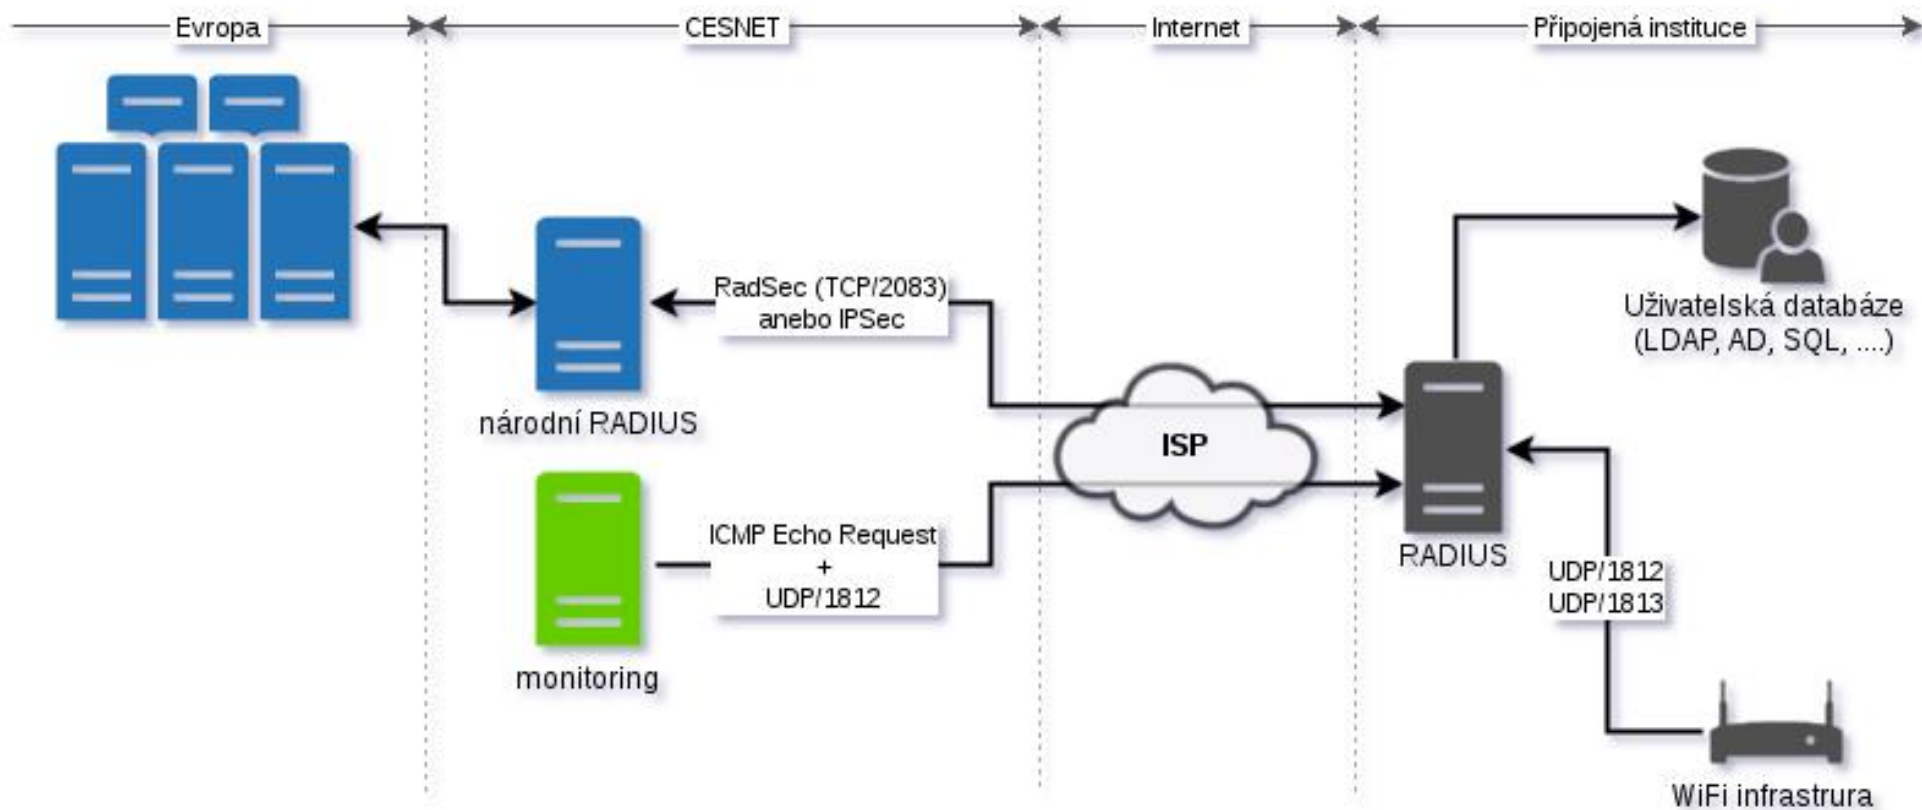 Evropa
CESNET
Internet
Připojená instituce
RadSec (TCP/2083)
anebo IPSec
národní RADIUS
ICMP Echo Request
+
UDP/1812
monitoring
ISP
Uživatelská databáze
(LDAP, AD, SQL, ....)
RADIUS
UDP/1812
UDP/1813
WiFi infrastrura